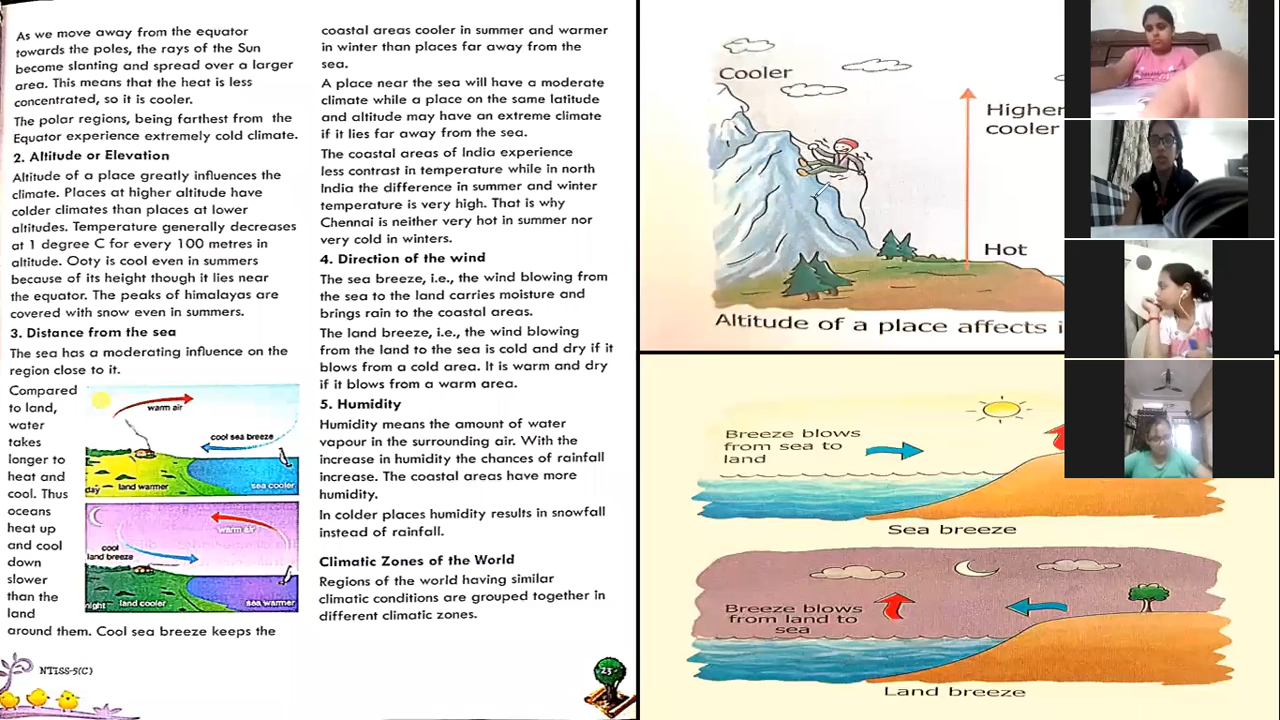 As we move away from the equator
towards the poles, the rays of the Sun
become slanting and spread over a larger
area. This means that the heat is less
concentrated, so it is cooler.
The polar regions, being farthest from the
Equator experience extremely cold climate.
2. Altitude or Elevation
Altitude of a place greatly influences the
climate. Places at higher altitude have
colder climates than places at lower
altitudes. Temperature generally decreases
at 1 degree C for every 100 metres in
altitude. Ooty is cool even in summers
because of its height though it lies near
the equator. The peaks of himalayas are
covered with snow even in summers.
3. Distance from the sea
The sea has a moderating influence on the
region close to it.
Compared
to land,
water
takes
longer to
heat and
cool. Thus
oceans
heat up
and cool
down
slower
than the
land
around them. Cool sea breeze keeps the
warm air
cool sea breeze
day
land warmer
sea cooler
warm air
cool
land breeze
night
land cooler
sea warmer
NTISS-5(C)
coastal areas cooler in summer and warmer
in winter than places far away from the
sea.
A place near the sea will have a moderate
climate while a place on the same latitude
and altitude may have an extreme climate
if it lies far away from the sea.
The coastal areas of India experience
less contrast in temperature while in north
India the difference in summer and winter
temperature is very high. That is why
Chennai is neither very hot in summer nor
very cold in winters.
4. Direction of the wind
The sea breeze, i.e., the wind blowing from
the sea to the land carries moisture and
brings rain to the coastal areas.
The land breeze, i.e., the wind blowing
from the land to the sea is cold and dry if it
blows from a cold area. It is warm and dry
if it blows from a warm area.
5. Humidity
Humidity means the amount of water
vapour in the surrounding air. With the
increase in humidity the chances of rainfall
increase. The coastal areas have more
humidity.
In colder places humidity results in snowfall
instead of rainfall.
Climatic Zones of the World
Regions of the world having similar
climatic conditions are grouped together in
different climatic zones.
23
Cooler
Higher
cooler
Hot
Altitude of a place affects i
Breeze blows
from sea to
land
Sea breeze
Breeze blows
from land to
sea
Land breeze